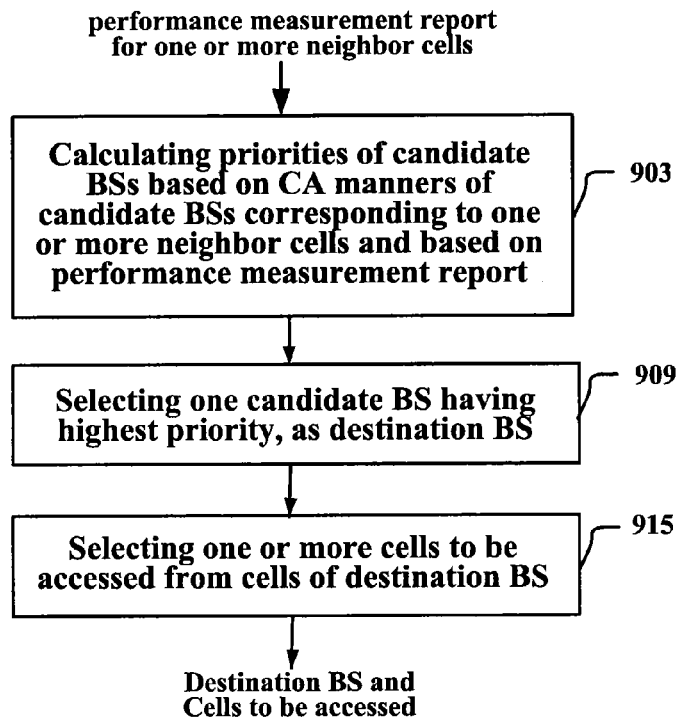 performance measurement report
for one or more neighbor cells
Calculating priorities of candidate
BSs based on CA manners of
candidate BSs corresponding to one
or more neighbor cells and based on
performance measurement report
903
Selecting one candidate BS having
highest priority, as destination BS
909
Selecting one or more cells to be
accessed from cells of destination BS
915
Destination BS and
Cells to be accessed